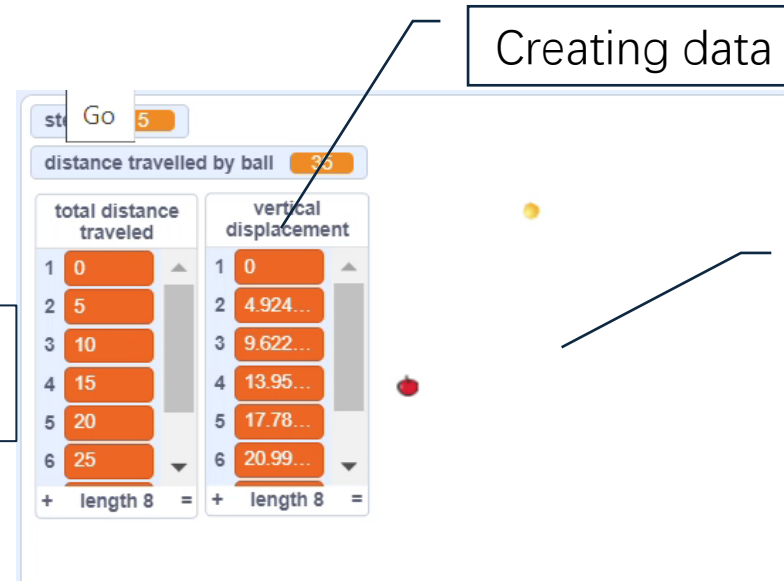 Creating data
Go 5
distance travelled by ball 35
total distance
traveled
vertical
displacement
1 0 1 0
2 5 2 4.924...
3 10 3 9.622...
4 15 4 13.95...
5 20 5 17.78...
6 25 6 20.99...
+ length 8 = + length 8 =